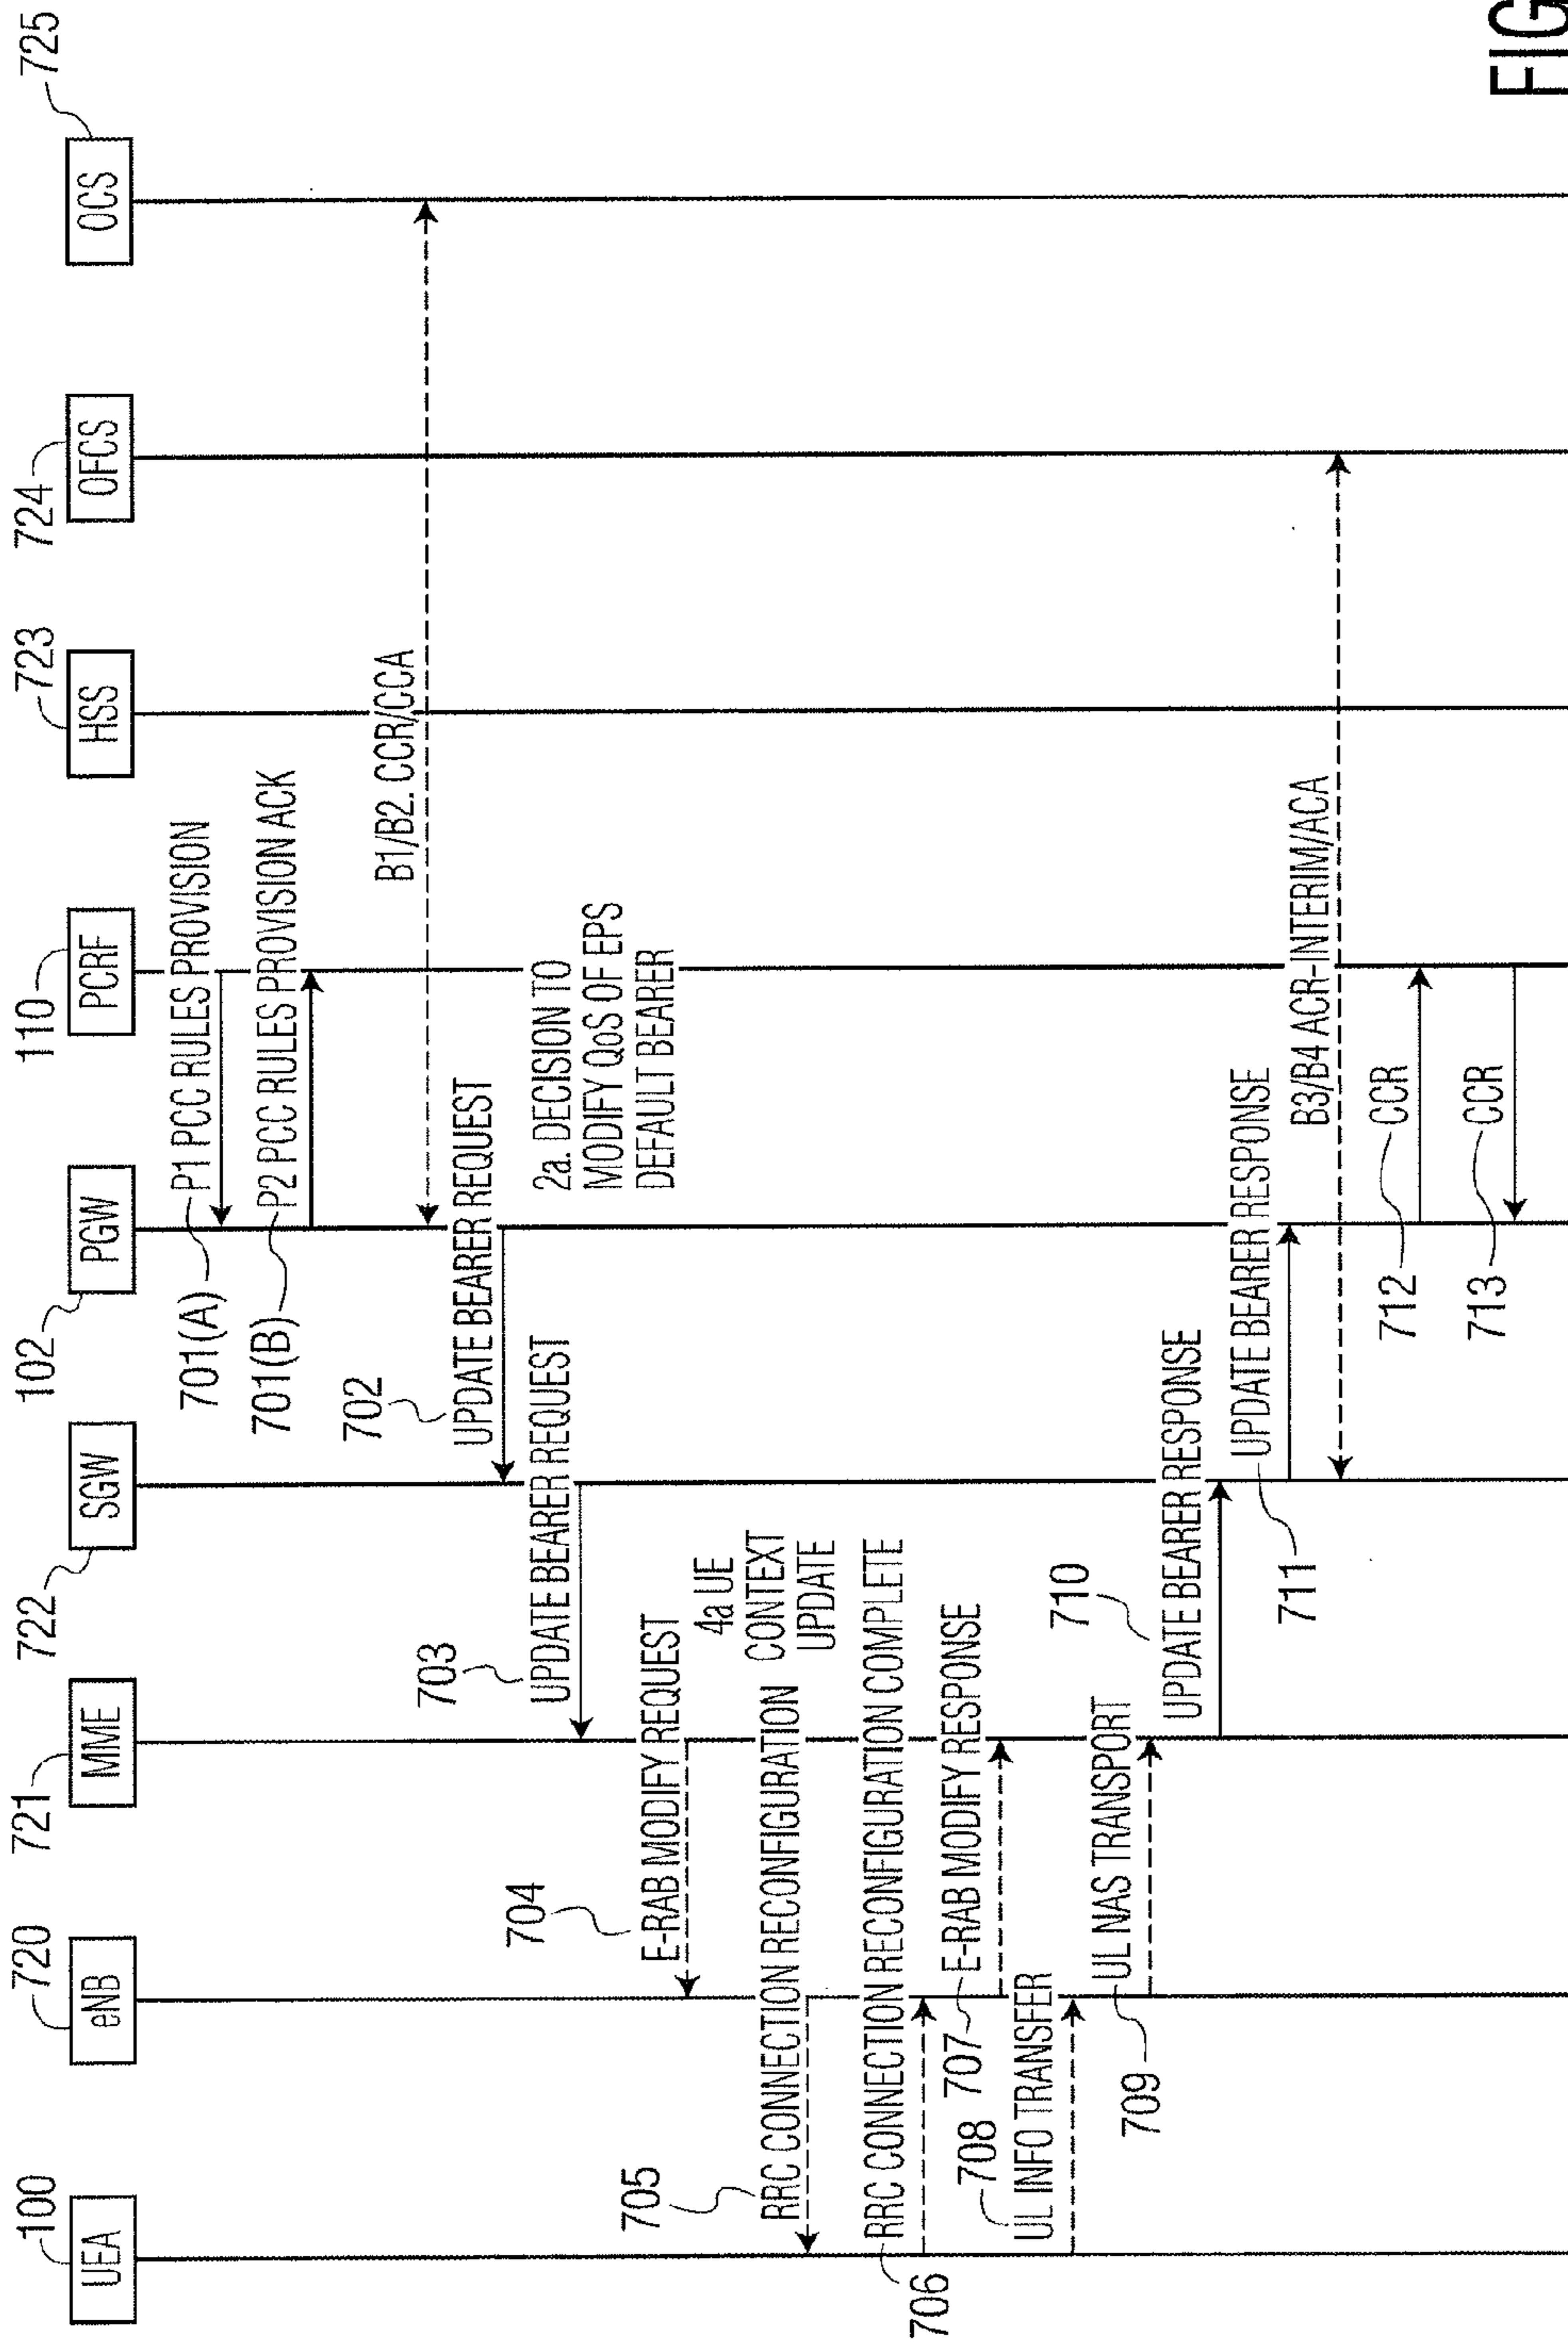 100
UEA
720
eNB
721
MME
722
SGW
102
PGW
110
PCRF
723
HSS
724
OFCS
725
OCS
701(A)
P1 PCC RULES PROVISION
701(B)
P2 PCC RULES PROVISION ACK
B1/B2. CCR/CCA
702
UPDATE BEARER REQUEST
2a. DECISION TO
MODIFY QoS OF EPS
DEFAULT BEARER
703
UPDATE BEARER REQUEST
704
E-RAB MODIFY REQUEST
4a UE
CONTEXT
UPDATE
705
RRC CONNECTION RECONFIGURATION
706
RRC CONNECTION RECONFIGURATION COMPLETE
707
E-RAB MODIFY RESPONSE
708
UL INFO TRANSFER
709
UL NAS TRANSPORT
710
UPDATE BEARER RESPONSE
711
UPDATE BEARER RESPONSE
B3/B4 ACR-INTERIM/ACA
712
CCR
713
CCR
FIG